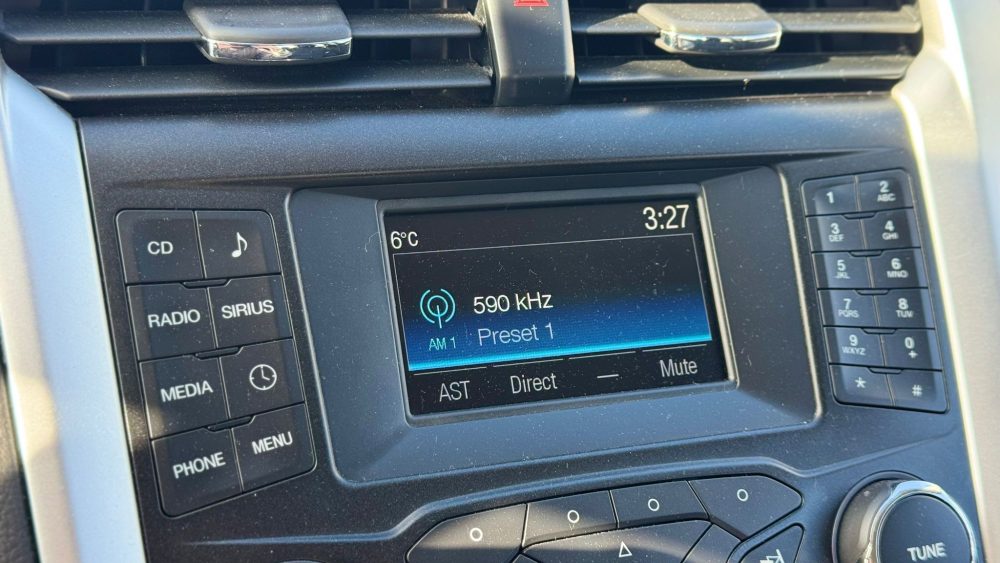 CD
RADIO SIRIUS
MEDIA
PHONE MENU
6°C 3:27
590 kHz
AM 1 Preset 1
AST Direct — Mute
1 2 ABC
3 DEF 4 GHI
5 JKL 6 MNO
7 PQRS 8 TUV
9 WXYZ 0 +
* #
TUNE